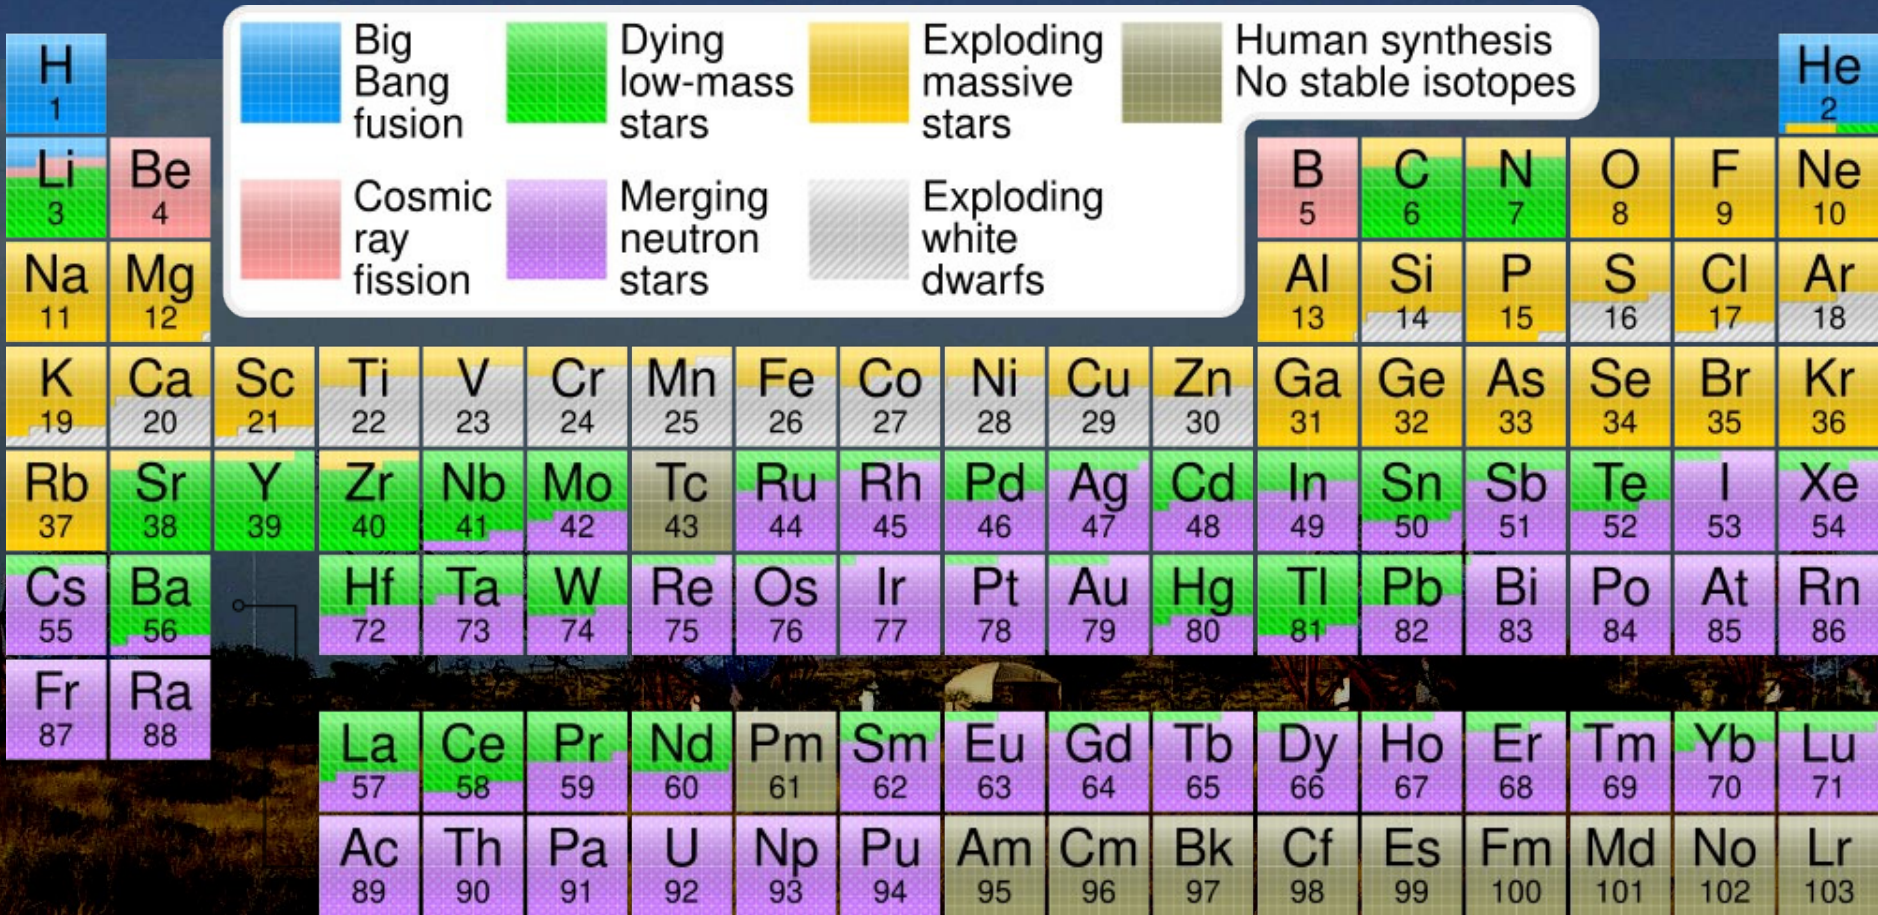 Big
Bang
fusion
Dying
low-mass
stars
Exploding
massive
stars
Human synthesis
No stable isotopes
Cosmic
ray
fission
Merging
neutron
stars
Exploding
white
dwarfs
H He
1 2
Li Be B C N O F Ne
3 4 5 6 7 8 9 10
Na Mg Al Si P S Cl Ar
11 12 13 14 15 16 17 18
K Ca Sc Ti V Cr Mn Fe Co Ni Cu Zn Ga Ge As Se Br Kr
19 20 21 22 23 24 25 26 27 28 29 30 31 32 33 34 35 36
Rb Sr Y Zr Nb Mo Tc Ru Rh Pd Ag Cd In Sn Sb Te I Xe
37 38 39 40 41 42 43 44 45 46 47 48 49 50 51 52 53 54
Cs Ba Hf Ta W Re Os Ir Pt Au Hg Tl Pb Bi Po At Rn
55 56 72 73 74 75 76 77 78 79 80 81 82 83 84 85 86
Fr Ra
87 88
La Ce Pr Nd Pm Sm Eu Gd Tb Dy Ho Er Tm Yb Lu
57 58 59 60 61 62 63 64 65 66 67 68 69 70 71
Ac Th Pa U Np Pu Am Cm Bk Cf Es Fm Md No Lr
89 90 91 92 93 94 95 96 97 98 99 100 101 102 103